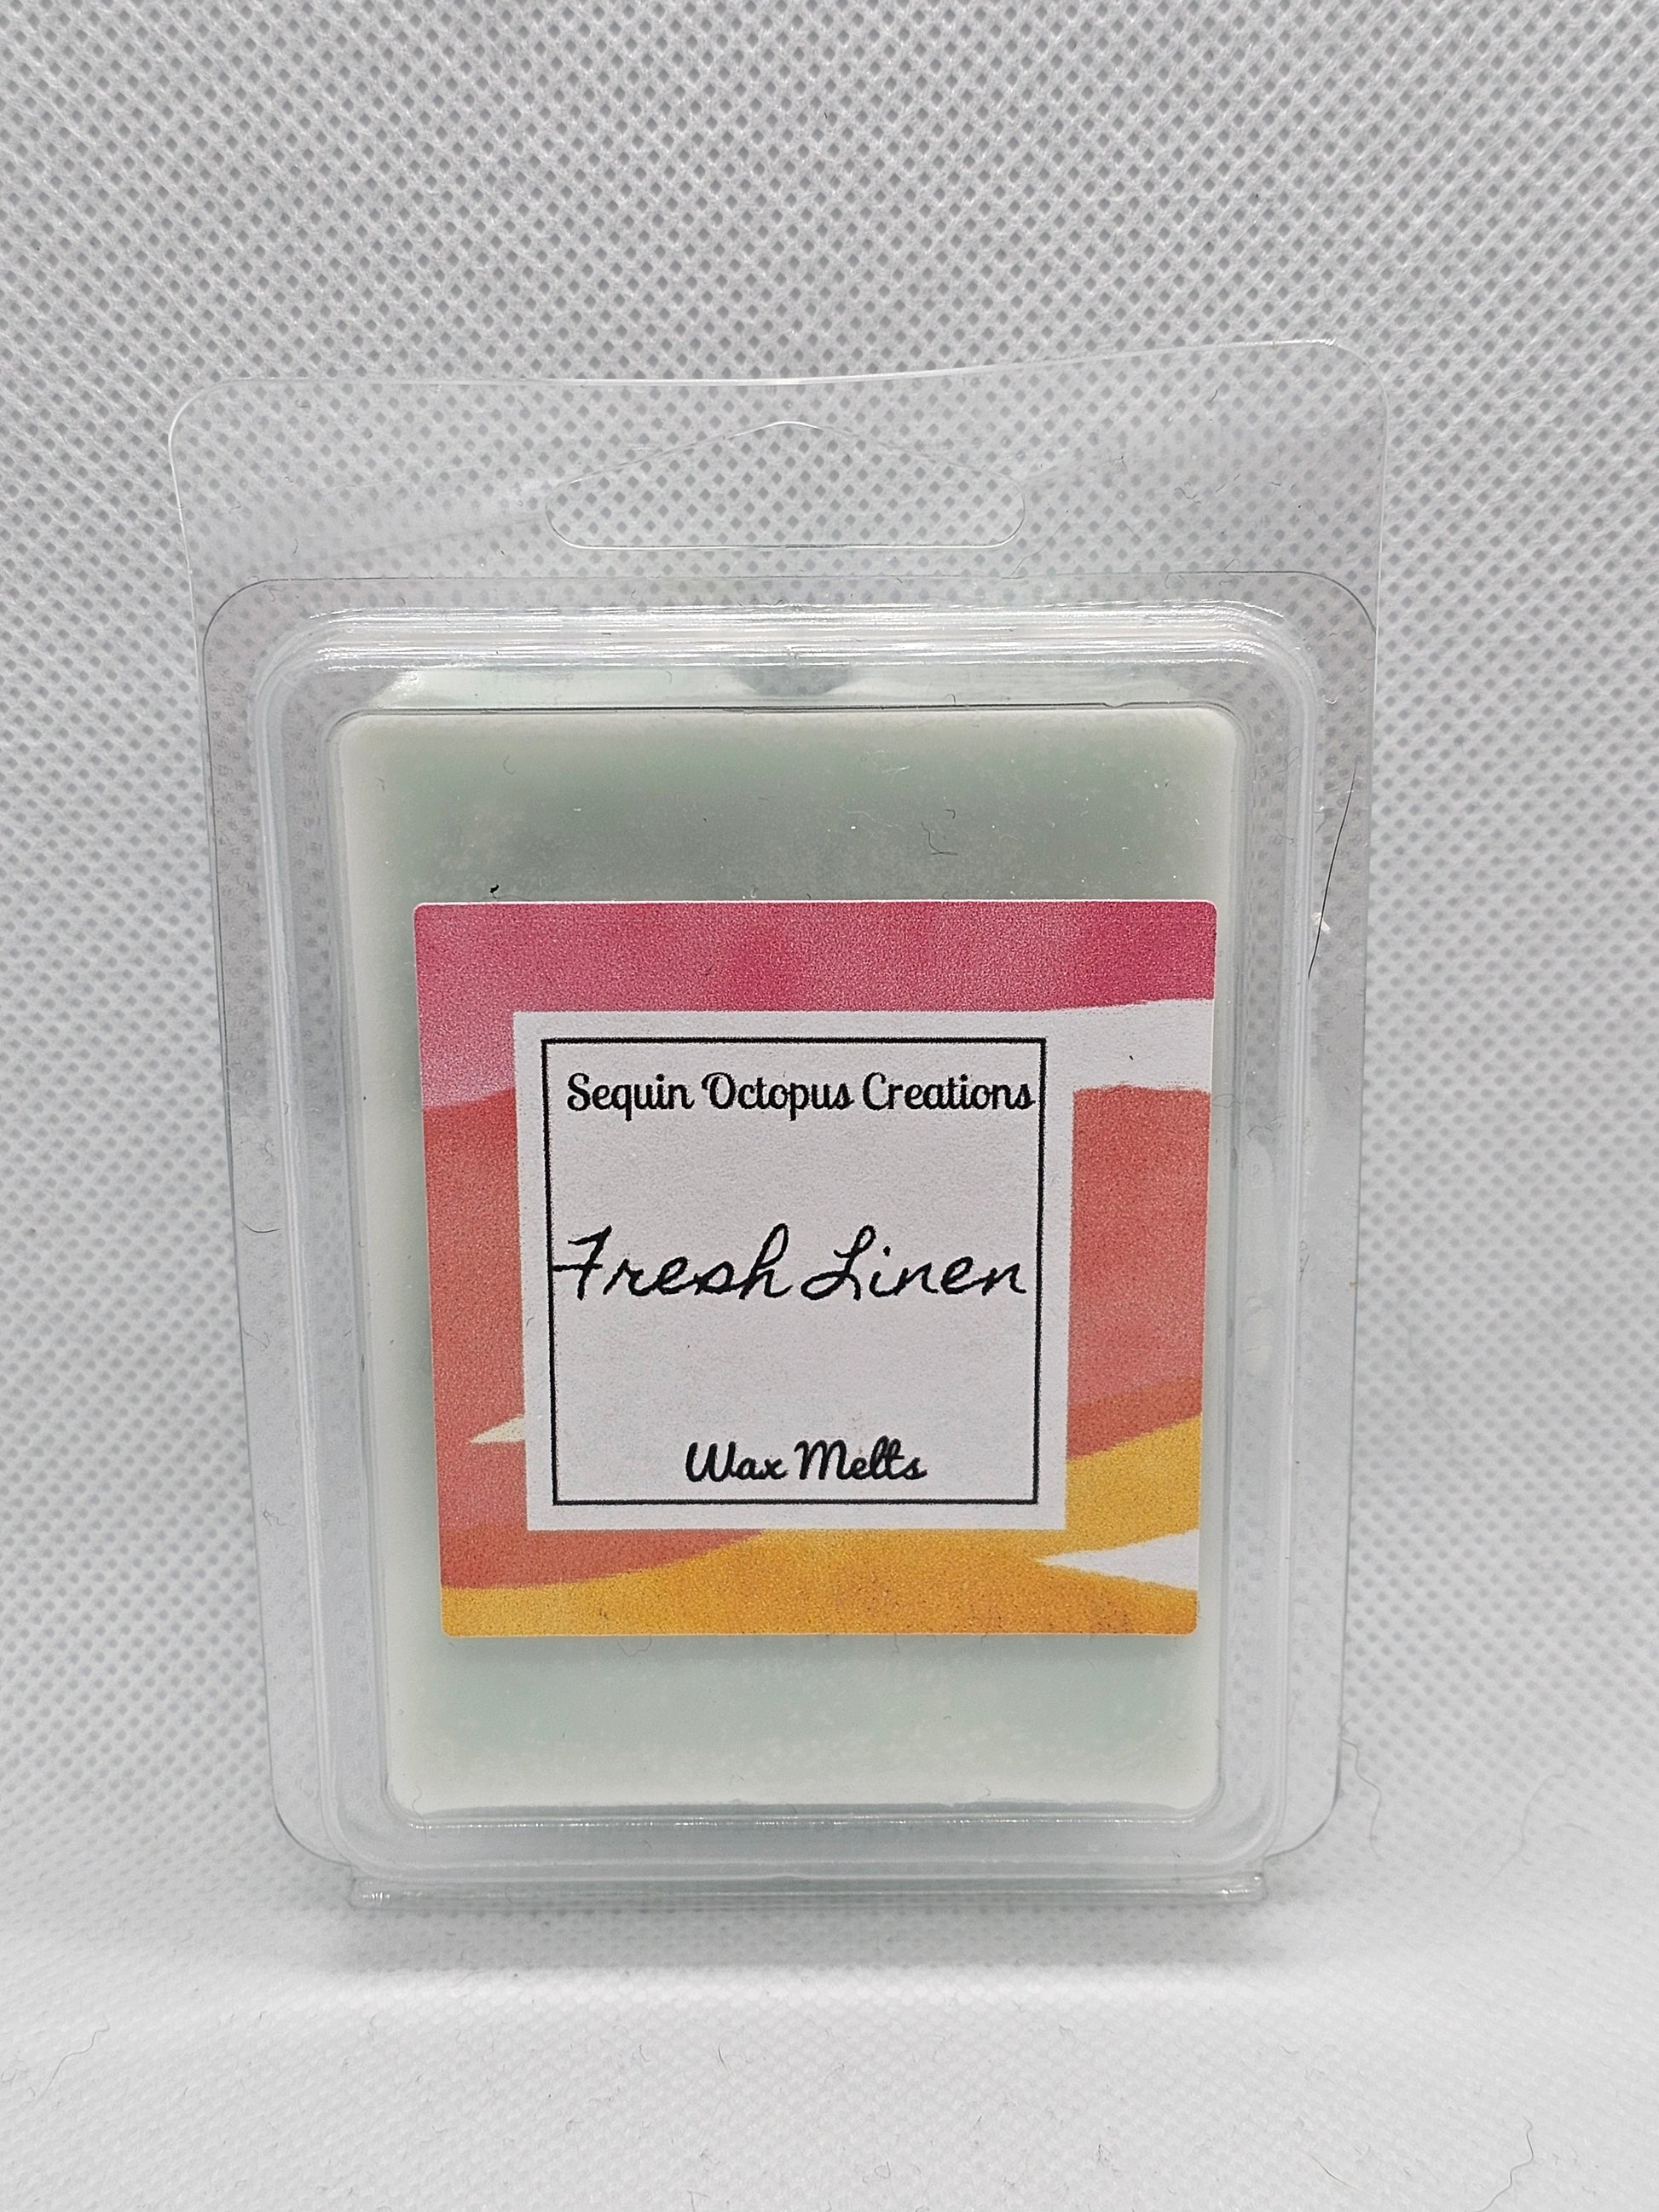 Sequin Octopus Creations
Fresh Linen
Wax Melts